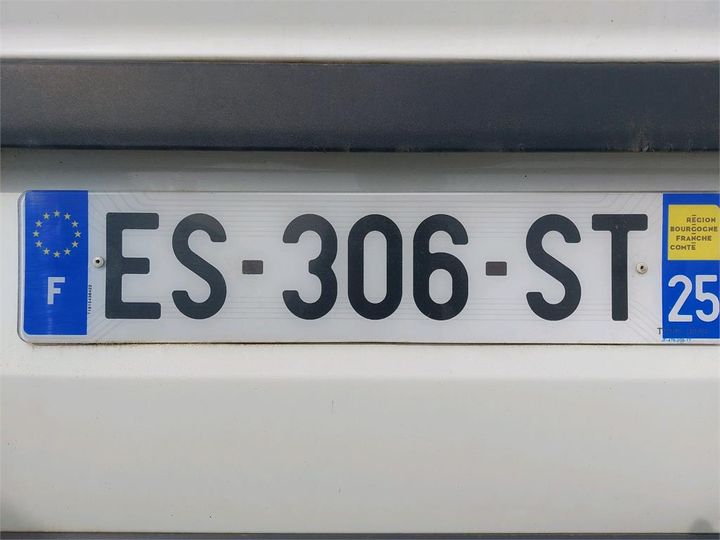 F
ES-306-ST
RÉGION
BOURGOGNE
FRANCHE
COMTÉ
25